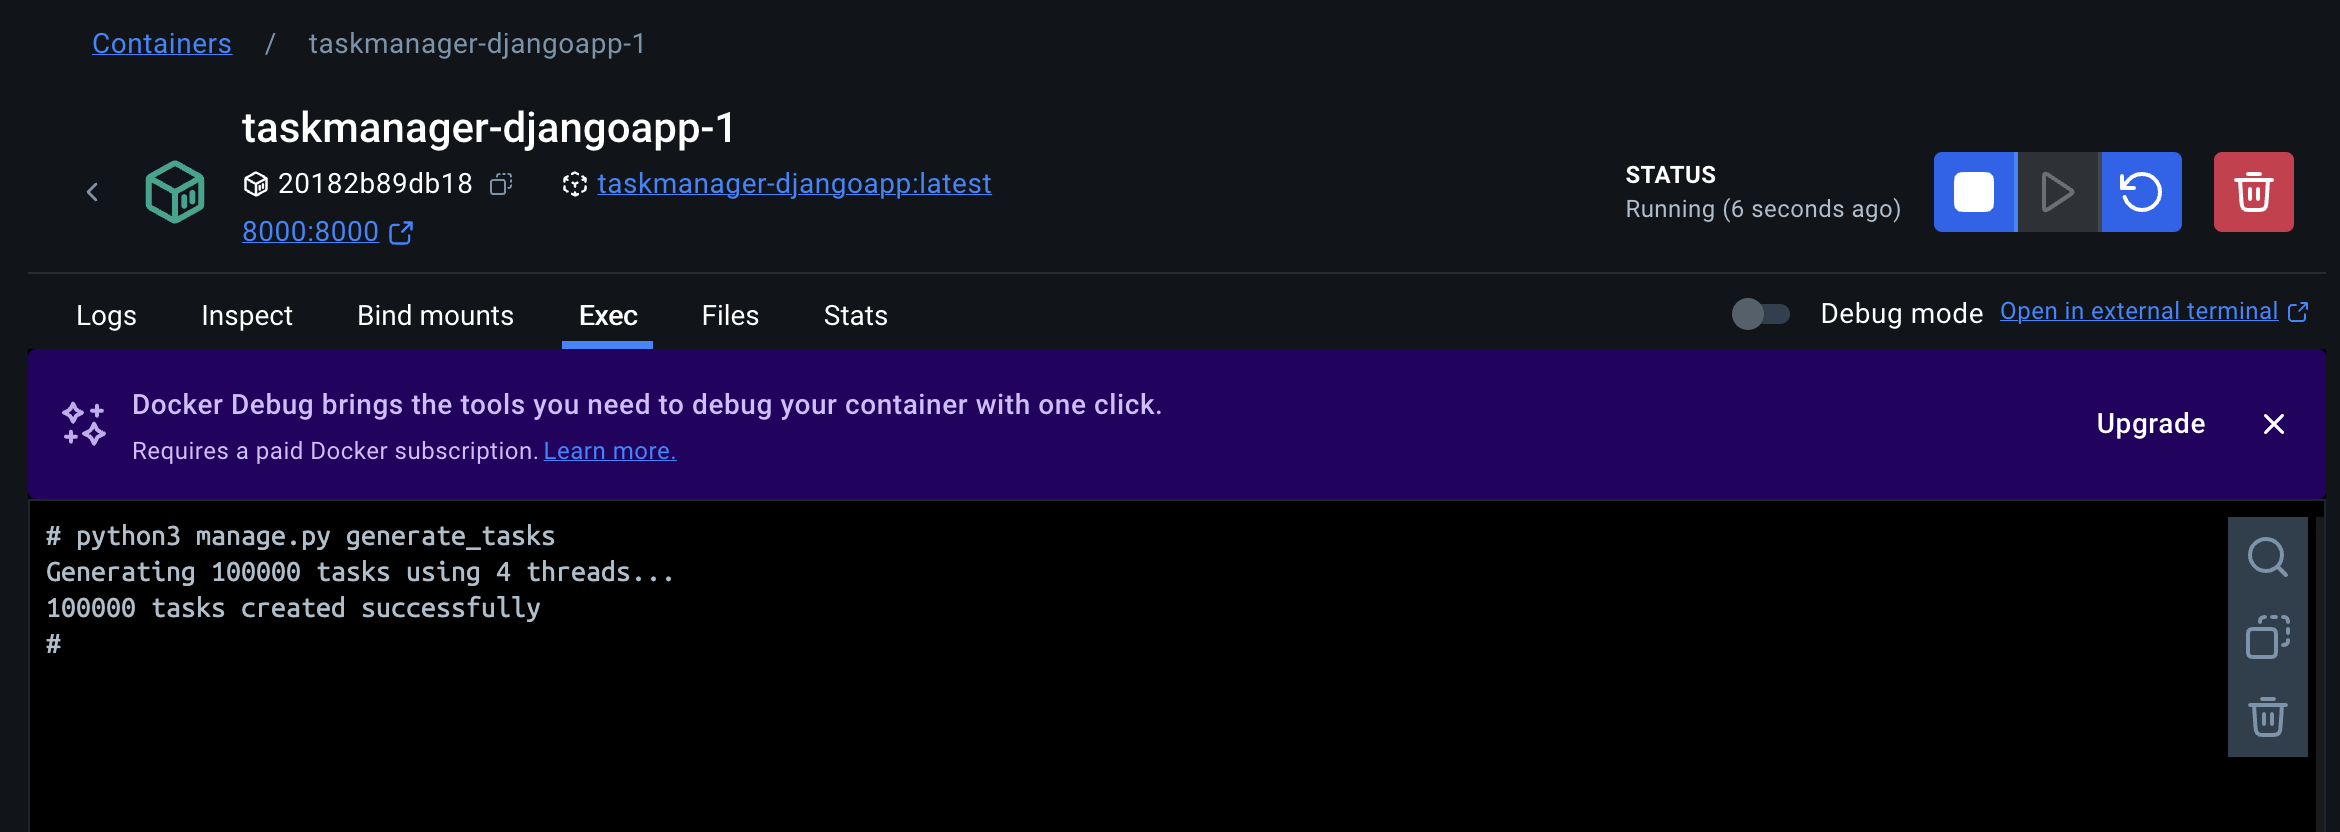 Containers / taskmanager-djangoapp-1
taskmanager-djangoapp-1
20182b89db18 taskmanager-djangoapp:latest
8000:8000
STATUS
Running (6 seconds ago)
Logs Inspect Bind mounts Exec Files Stats Debug mode Open in external terminal
Docker Debug brings the tools you need to debug your container with one click.
Requires a paid Docker subscription. Learn more.
Upgrade
# python3 manage.py generate_tasks
Generating 100000 tasks using 4 threads...
100000 tasks created successfully
#